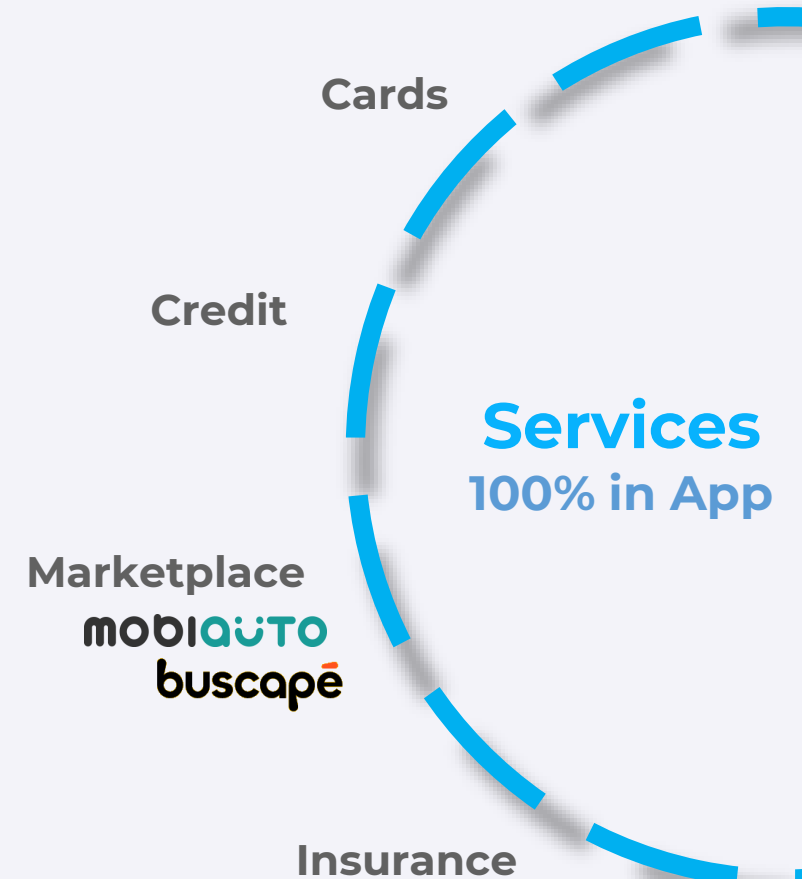 Cards
Credit
Services
100% in App
Marketplace
mobiauto
buscapé
Insurance